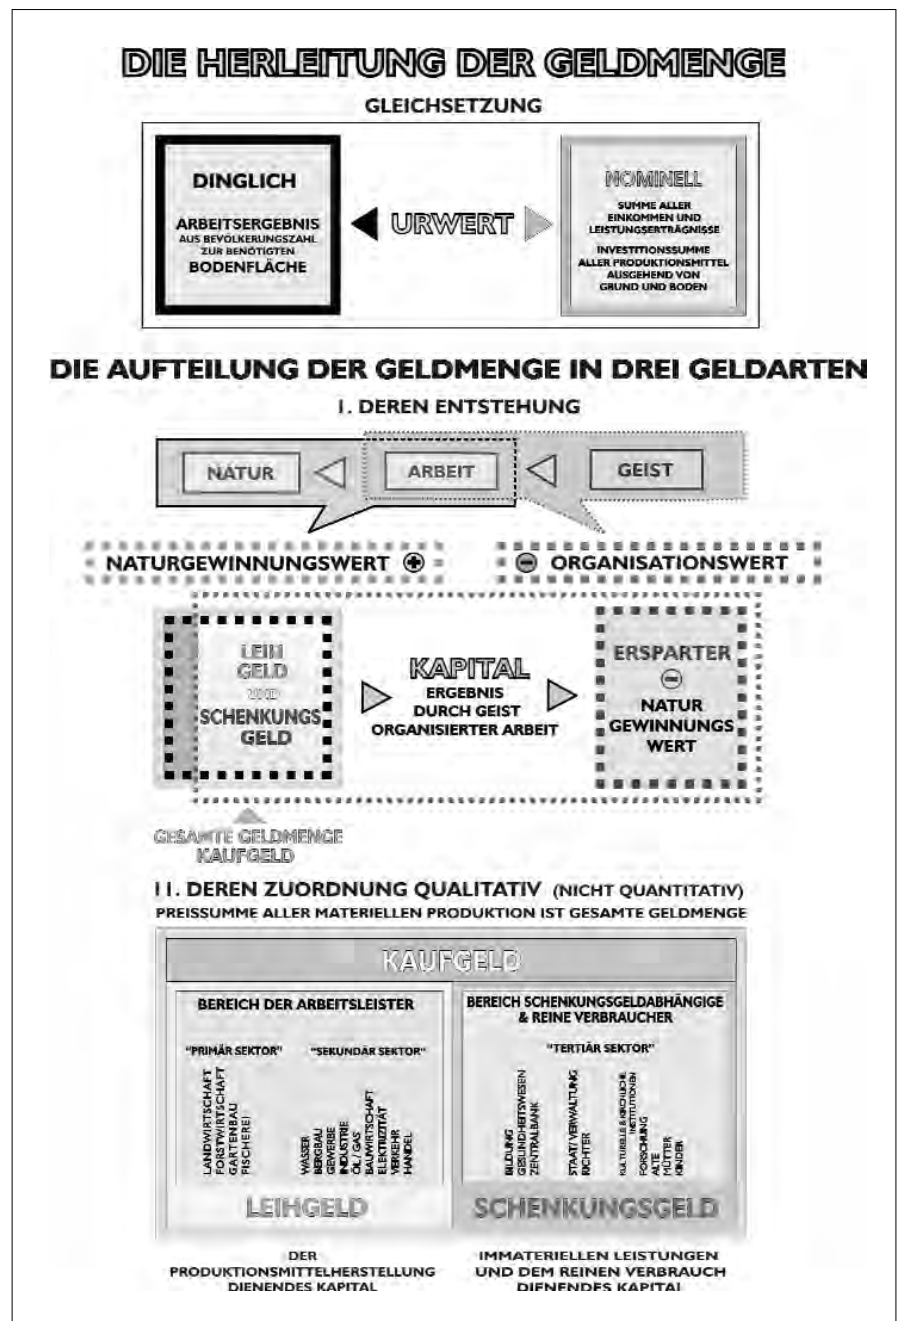 DIE HERLEITUNG DER GELDMENGE
GLEICHSETZUNG
DINGLICH
ARBEITSERGEBNIS
AUS BEVÖLKERUNGSZAHL
ZUR BENÖTIGTEN
BODENFLÄCHE
URWERT
NOMINELL
SUMME ALLER
EINKOMMEN UND
LEISTUNGSERTRÄGNISSE
INVESTITIONSSUMME
ALLER PRODUKTIONSMITTEL
AUSGEHEND VON
GRUND UND BODEN
DIE AUFTEILUNG DER GELDMENGE IN DREI GELDARTEN
I. DEREN ENTSTEHUNG
NATUR
ARBEIT
GEIST
NATURGEWINNUNGSWERT +
- ORGANISATIONSWERT
LEIH
GELD
UND
SCHENKUNGS
GELD
KAPITAL
ERGEBNIS
DURCH GEIST
ORGANISIERTER ARBEIT
ERSPARTER
-
NATUR
GEWINNUNGS
WERT
GESAMTE GELDMENGE
KAUFGELD
II. DEREN ZUORDNUNG QUALITATIV (NICHT QUANTITATIV)
PREISSUMME ALLER MATERIELLEN PRODUKTION IST GESAMTE GELDMENGE
KAUFGELD
BEREICH DER ARBEITSLEISTER
"PRIMÄR SEKTOR"
LANDWIRTSCHAFT
FORSTWIRTSCHAFT
GARTENBAU
FISCHEREI
"SEKUNDÄR SEKTOR"
WASSER
BERGBAU
GEWERBE
INDUSTRIE
ÖL / GAS
BAUWIRTSCHAFT
ELEKTRIZITÄT
VERKEHR
HANDEL
LEIHGELD
BEREICH SCHENKUNGSGELDABHÄNGIGE
& REINE VERBRAUCHER
"TERTIÄR SEKTOR"
BILDUNG
GESUNDHEITSWESEN
ZENTRALBANK
STAAT/ VERWALTUNG
RICHTER
KULTURELLE & KIRCHLICHE
INSTITUTIONEN
FORSCHUNG
ALTE
MÜTTER
KINDER
SCHENKUNGSGELD
DER
PRODUKTIONSMITTELHERSTELLUNG
DIENENDES KAPITAL
IMMATERIELLEN LEISTUNGEN
UND DEM REINEN VERBRAUCH
DIENENDES KAPITAL